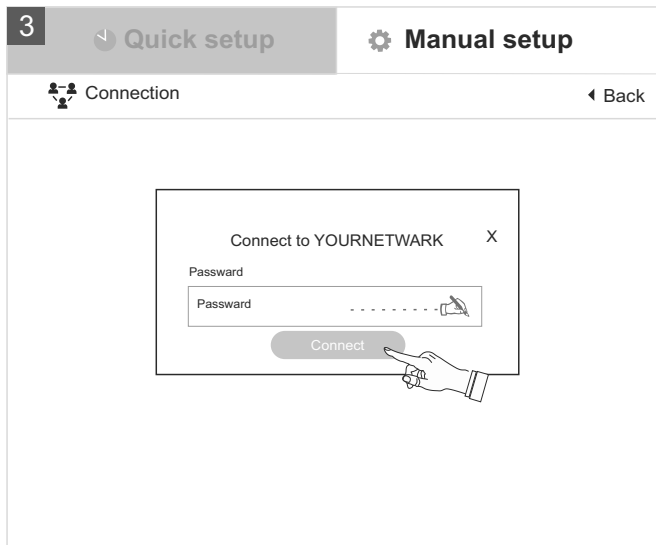 3
Quick setup
Manual setup
Connection
Back
Connect to YOURNETWARK
X
Passward
Passward
Connect